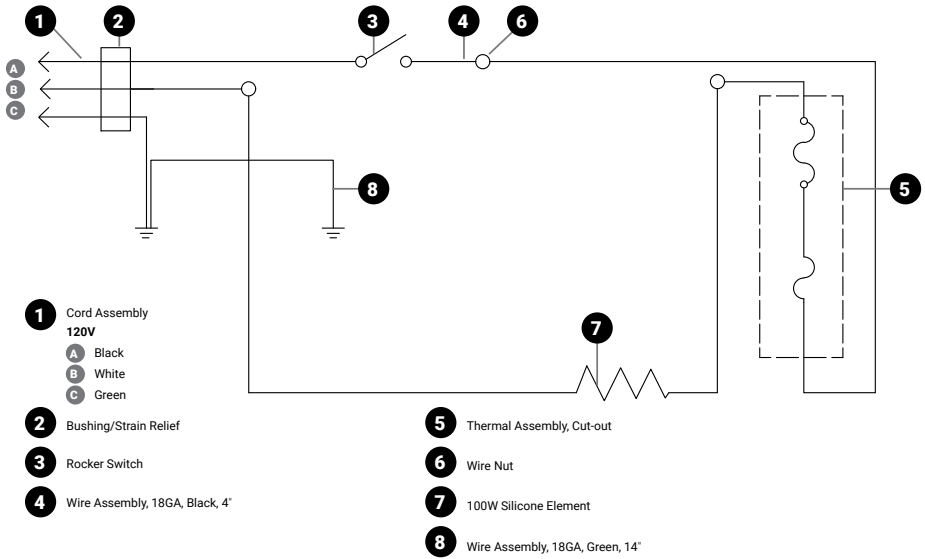 1
2
3
4
6
A
B
C
8
5
7
1 Cord Assembly
120V
A Black
B White
C Green
2 Bushing/Strain Relief
3 Rocker Switch
4 Wire Assembly, 18GA, Black, 4"
5 Thermal Assembly, Cut-out
6 Wire Nut
7 100W Silicone Element
8 Wire Assembly, 18GA, Green, 14"